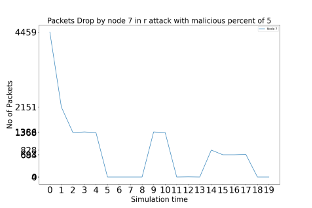 Packets Drop by node 7 in r attack with malicious percent of 5
Node 7
No of Packets
4459
2151
828
0
0 1 2 3 4 5 6 7 8 9 10 11 12 13 14 15 16 17 18 19
Simulation time